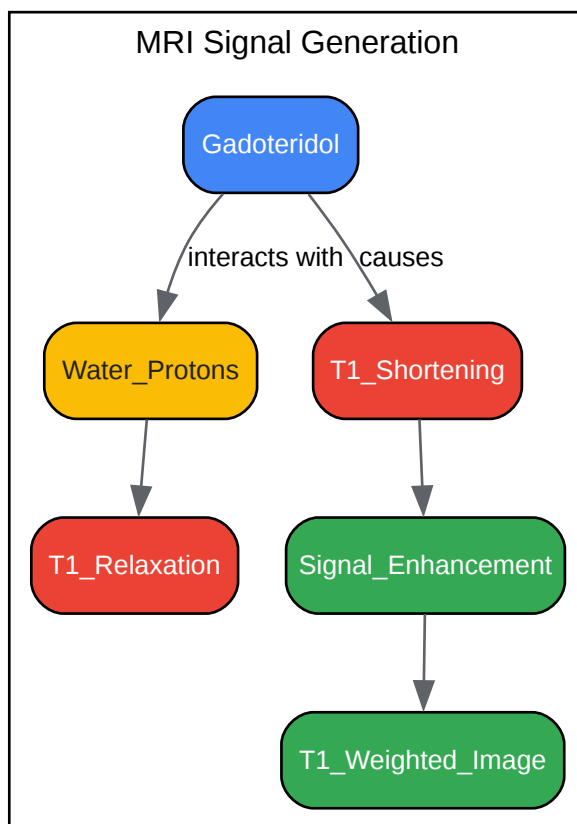 MRI Signal Generation
Gadoteridol
interacts with
causes
Water_Protons
T1_Shortening
T1_Relaxation
Signal_Enhancement
T1_Weighted_Image